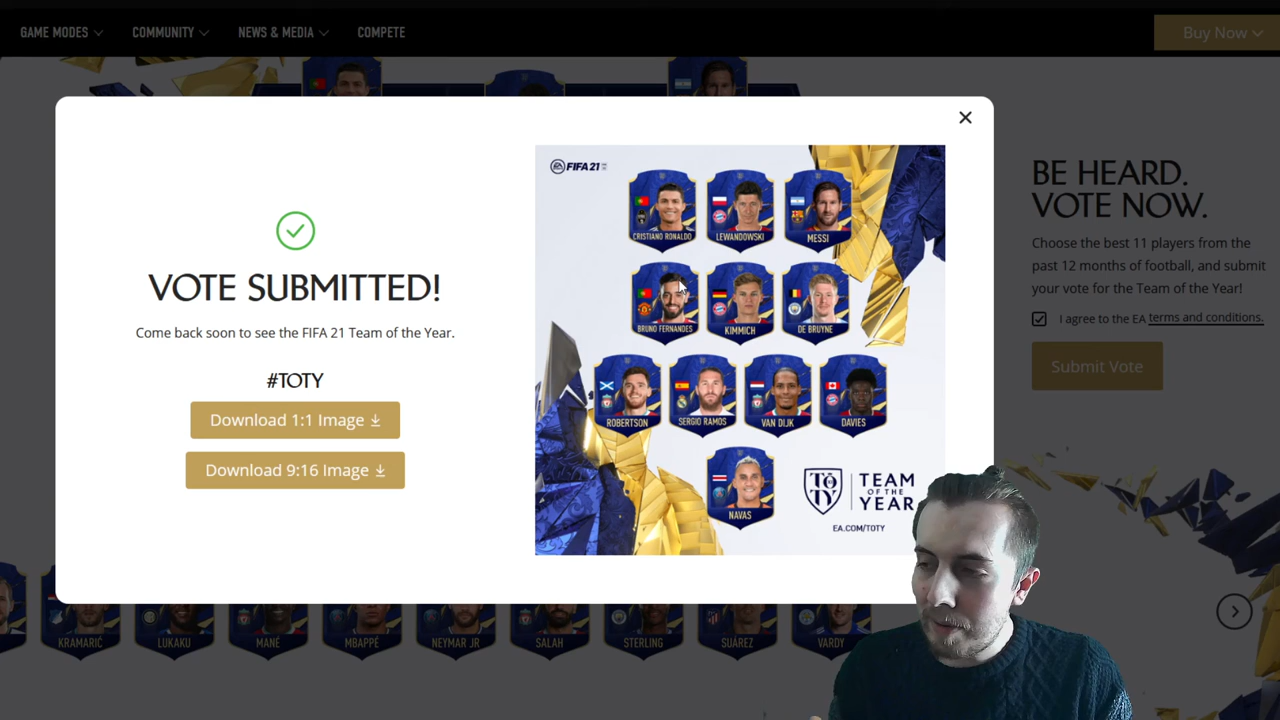 GAME MODES
COMMUNITY
NEWS & MEDIA
COMPETE
Buy Now
VOTE SUBMITTED!
Come back soon to see the FIFA 21 Team of the Year.
#TOTY
Download 1:1 Image
Download 9:16 Image
FIFA 21
CRISTIANO RONALDO
LEWANDOWSKI
MESSI
BRUNO FERNANDES
KIMMICH
DE BRUYNE
ROBERTSON
SERGIO RAMOS
VAN DIJK
DAVIES
NAVAS
TOTY
TEAM
OF THE
YEAR
EA.COM/TOTY
BE HEARD.
VOTE NOW.
Choose the best 11 players from the
past 12 months of football, and submit
your vote for the Team of the Year!
I agree to the EA terms and conditions.
Submit Vote
KRAMARIĆ
LUKAKU
MANÉ
MBAPPÉ
NEYMAR JR
SALAH
STERLING
SUÁREZ
VARDY